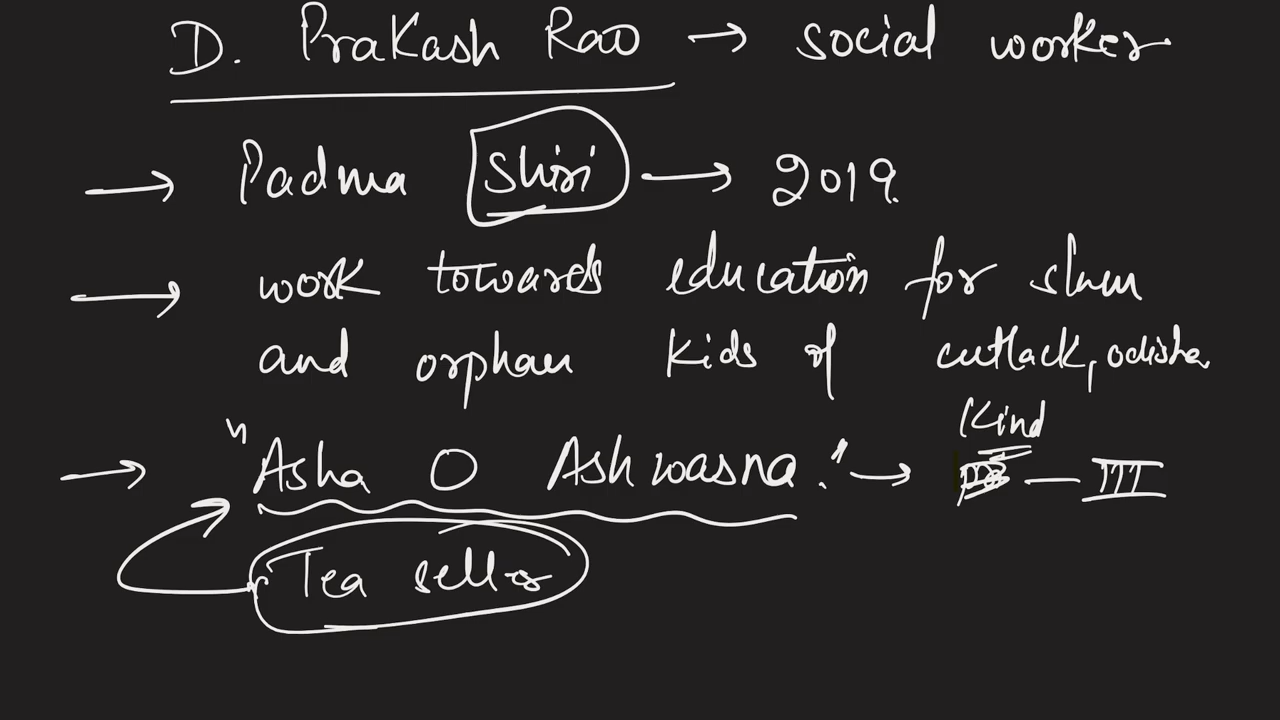 D. Prakash Rao → social worker
→ Padma Shiri → 2019.
→ work towards education for slum
and orphan kids of cuttack, odisha
Kind
→ "Asha O Ashwasna." → — III
Tea seller